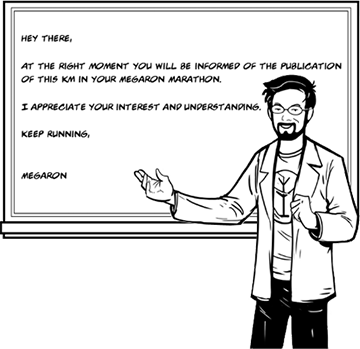 HEY THERE,
AT THE RIGHT MOMENT YOU WILL BE INFORMED OF THE PUBLICATION
OF THIS KM IN YOUR MEGARON MARATHON.
I APPRECIATE YOUR INTEREST AND UNDERSTANDING.
KEEP RUNNING,
MEGARON